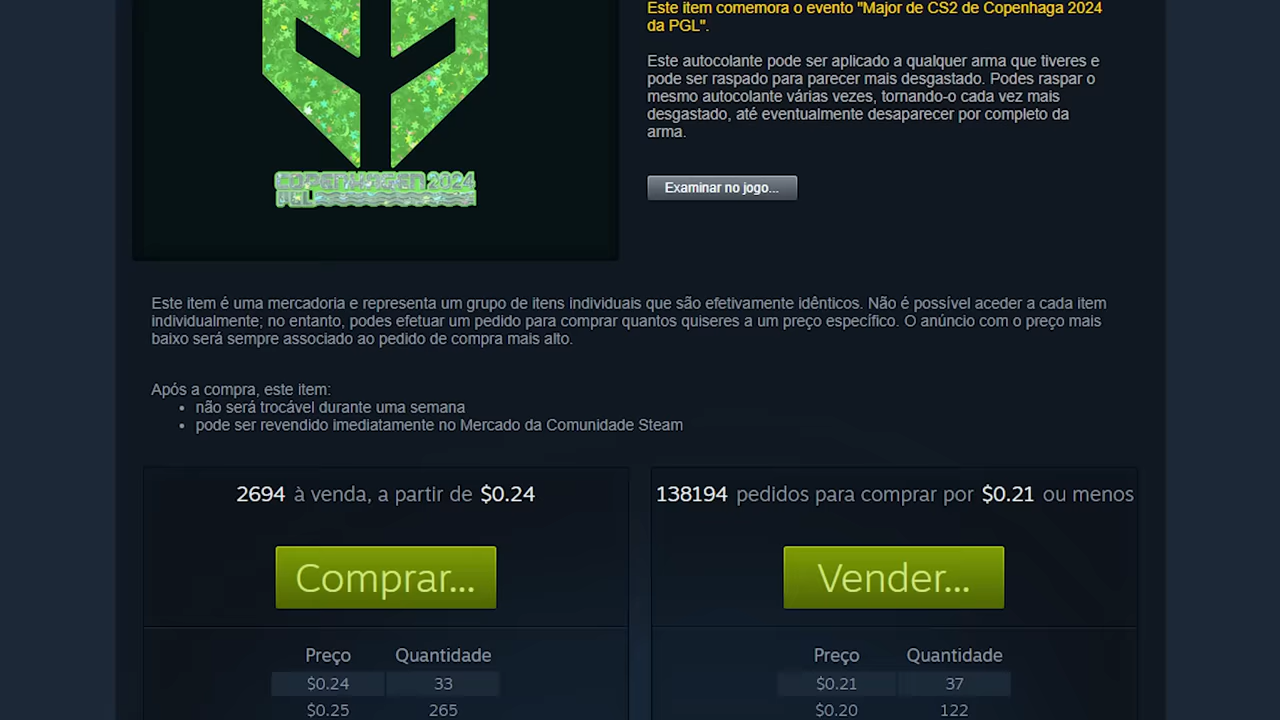 Este item comemora o evento "Major de CS2 de Copenhaga 2024
da PGL".
Este autocolante pode ser aplicado a qualquer arma que tiveres e
pode ser raspado para parecer mais desgastado. Podes raspar o
mesmo autocolante várias vezes, tornando-o cada vez mais
desgastado, até eventualmente desaparecer por completo da
arma.
COPENHAGEN 2024
PGL
Examinar no jogo...
Este item é uma mercadoria e representa um grupo de itens individuais que são efetivamente idênticos. Não é possível aceder a cada item
individualmente; no entanto, podes efetuar um pedido para comprar quantos quiseres a um preço específico. O anúncio com o preço mais
baixo será sempre associado ao pedido de compra mais alto.
Após a compra, este item:
• não será trocável durante uma semana
• pode ser revendido imediatamente no Mercado da Comunidade Steam
2694 à venda, a partir de $0.24
138194 pedidos para comprar por $0.21 ou menos
Comprar...
Vender...
Preço Quantidade
$0.24 33
$0.25 265
Preço Quantidade
$0.21 37
$0.20 122